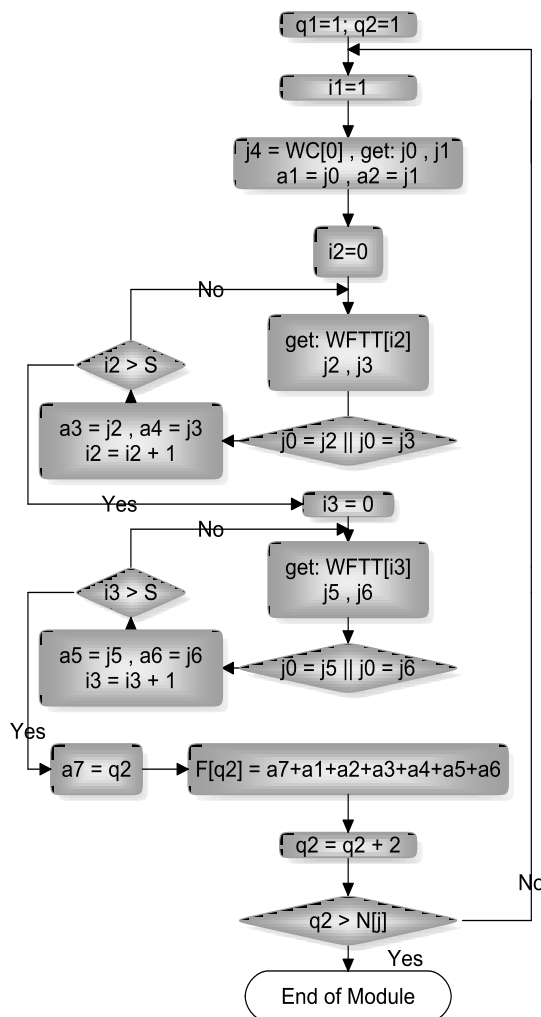 q1=1; q2=1
i1=1
j4 = WC[0] , get: j0 , j1
a1 = j0 , a2 = j1
i2=0
No
get: WFTT[i2]
j2 , j3
i2 > S
a3 = j2 , a4 = j3
i2 = i2 + 1
j0 = j2 || j0 = j3
Yes
i3 = 0
No
get: WFTT[i3]
j5 , j6
i3 > S
a5 = j5 , a6 = j6
i3 = i3 + 1
j0 = j5 || j0 = j6
Yes
a7 = q2
F[q2] = a7+a1+a2+a3+a4+a5+a6
q2 = q2 + 2
No
q2 > N[j]
Yes
End of Module